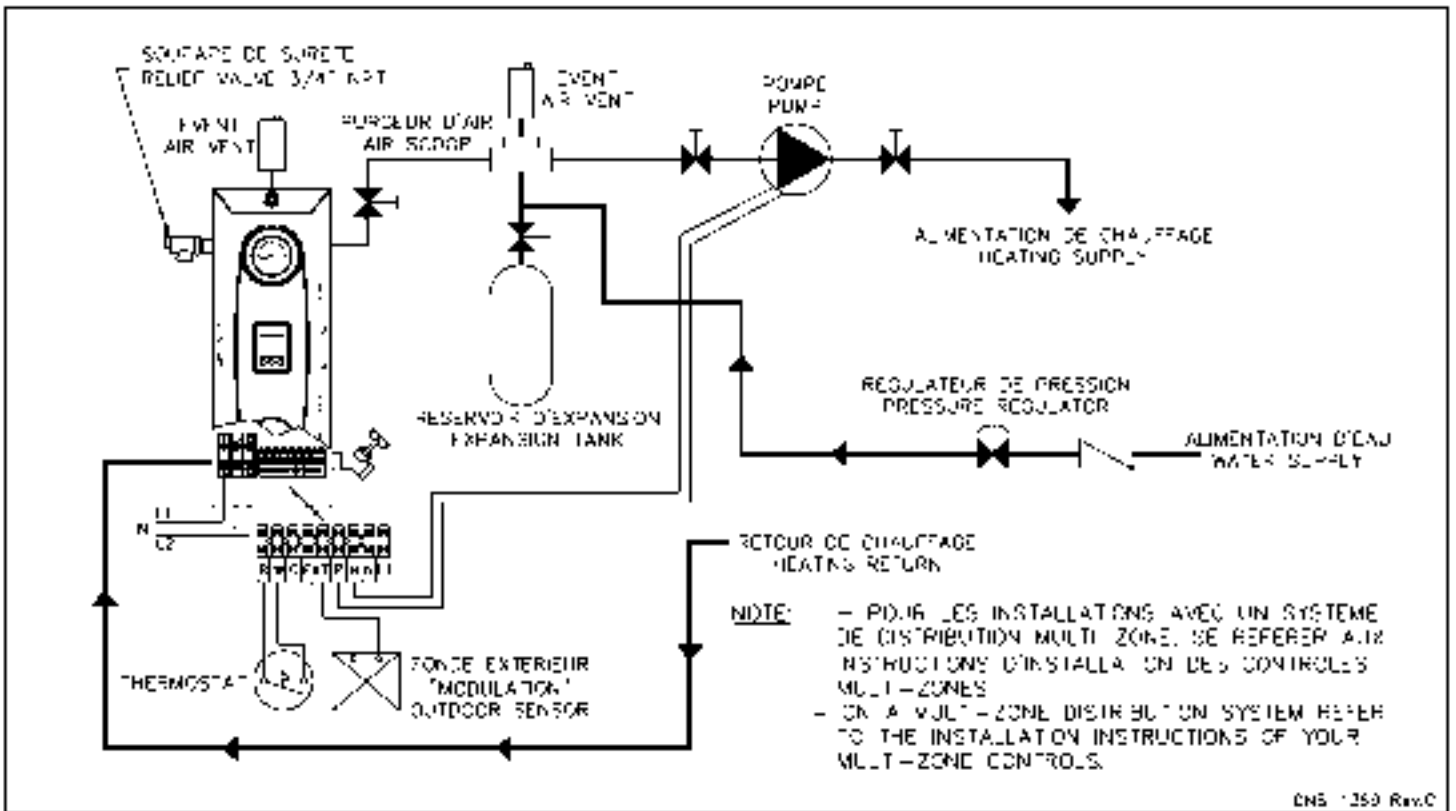 SOUPAPE DE SURETE
RELIEF VALVE 3/4" NPT
EVENT
AIR VENT
PURGEUR D'AIR
AIR SCOOP
EVENT
AIR VENT
POMPE
PUMP
ALIMENTATION DE CHAUFFAGE
HEATING SUPPLY
RESERVOIR D'EXPANSION
EXPANSION TANK
REGULATEUR DE PRESSION
PRESSURE REGULATOR
ALIMENTATION D'EAU
WATER SUPPLY
L1
N
L2
R W C
RETOUR DE CHAUFFAGE
HEATING RETURN
THERMOSTAT
ZONDE EXTERIEUR
"MODULATION"
OUTDOOR SENSOR
NOTE:
- POUR LES INSTALLATIONS AVEC UN SYSTEME
DE DISTRIBUTION MULTI-ZONE, SE REFERER AUX
INSTRUCTIONS D'INSTALLATION DES CONTROLES
MULTI-ZONES
- ON A MULTI-ZONE DISTRIBUTION SYSTEM REFER
TO THE INSTALLATION INSTRUCTIONS OF YOUR
MULTI-ZONE CONTROLS.
Rev.C